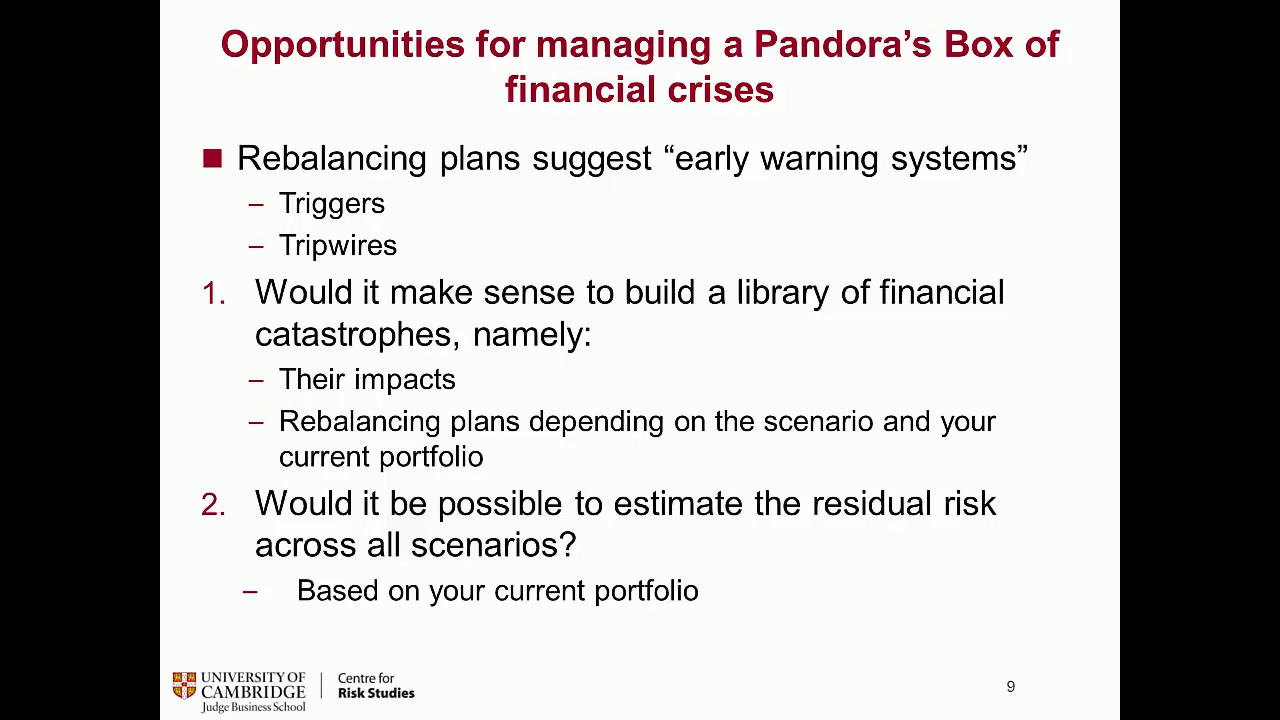 Opportunities for managing a Pandora’s Box of
financial crises
■ Rebalancing plans suggest “early warning systems”
– Triggers
– Tripwires
1. Would it make sense to build a library of financial
catastrophes, namely:
– Their impacts
– Rebalancing plans depending on the scenario and your
current portfolio
2. Would it be possible to estimate the residual risk
across all scenarios?
– Based on your current portfolio
UNIVERSITY OF
CAMBRIDGE
Judge Business School
Centre for
Risk Studies
9